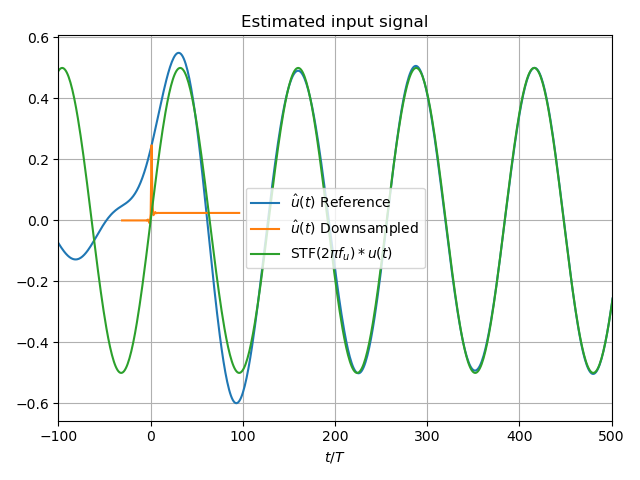 Estimated input signal
0.6
0.4
0.2
0.0
−0.2
−0.4
−0.6
û(t) Reference
û(t) Downsampled
STF(2πf_u) * u(t)
−100 0 100 200 300 400 500
t/T